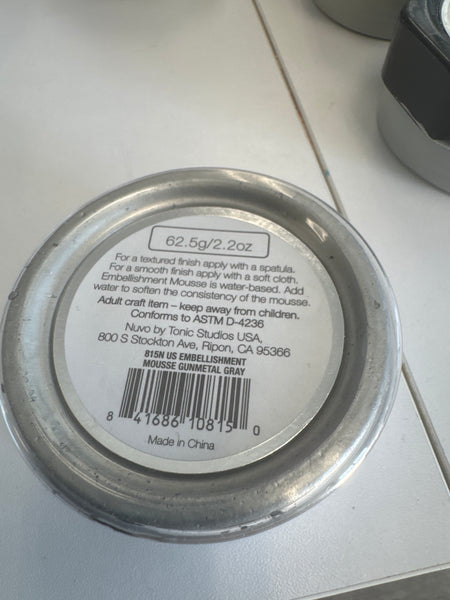 62.5g/2.2oz
For a textured finish apply with a spatula.
For a smooth finish apply with a soft cloth.
Embellishment Mousse is water-based. Add
water to soften the consistency of the mousse.
Adult craft item – keep away from children.
Conforms to ASTM D-4236
Nuvo by Tonic Studios USA,
800 S Stockton Ave, Ripon, CA 95366
815N US EMBELLISHMENT
MOUSSE GUNMETAL GRAY
8 41686 10815 0
Made in China